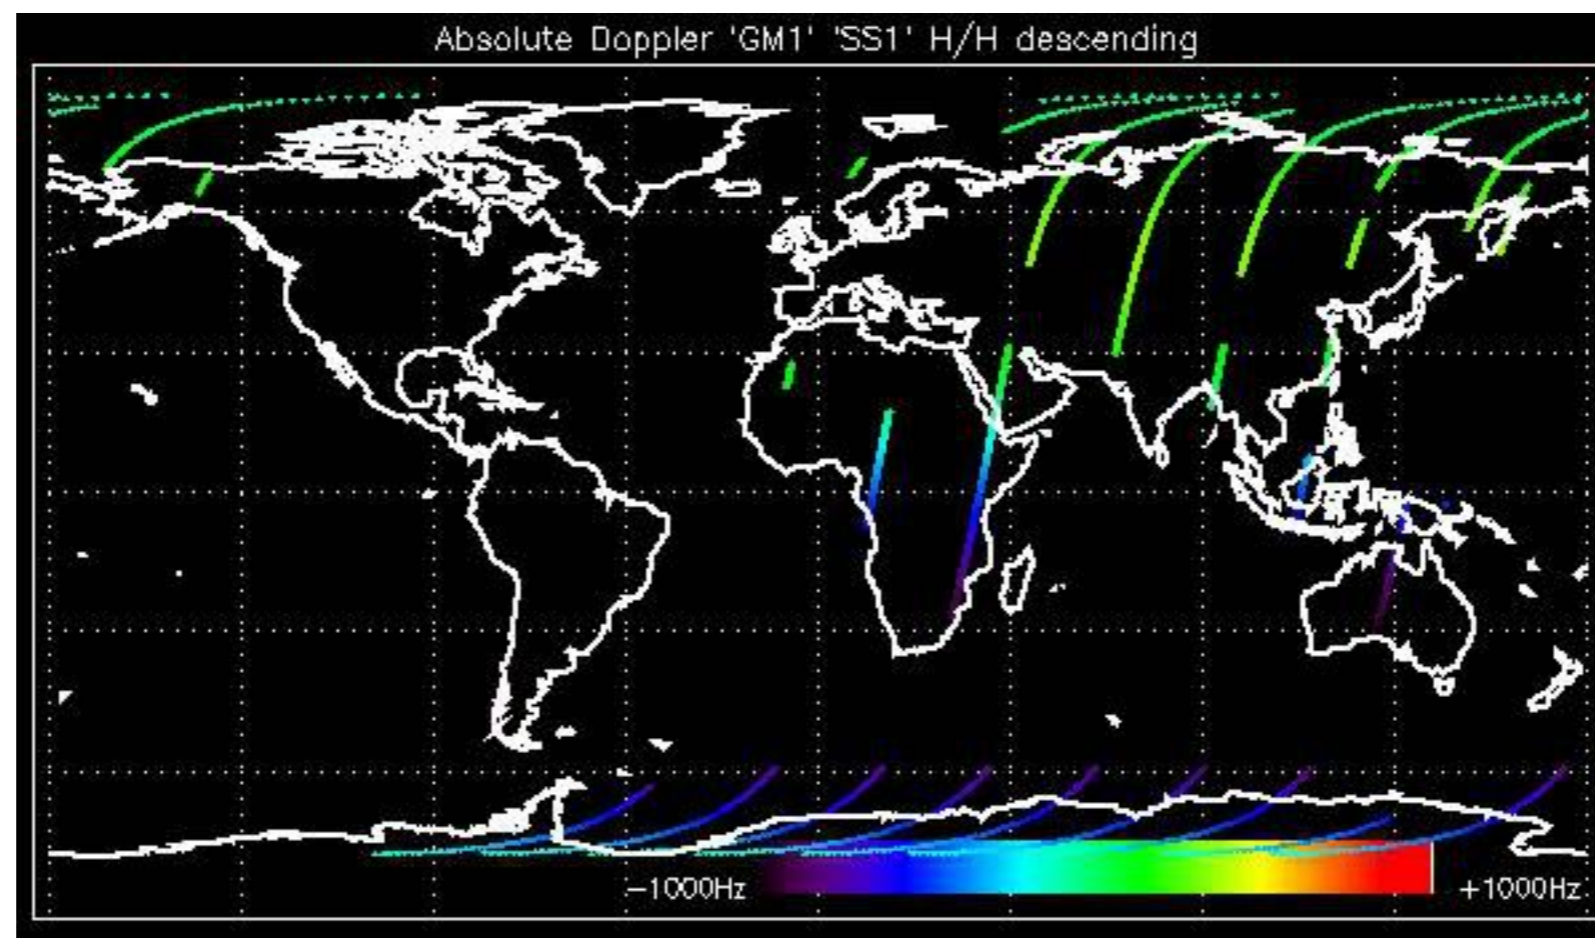 Absolute Doppler 'GM1' 'SS1' H/H descending
−1000Hz
+1000Hz